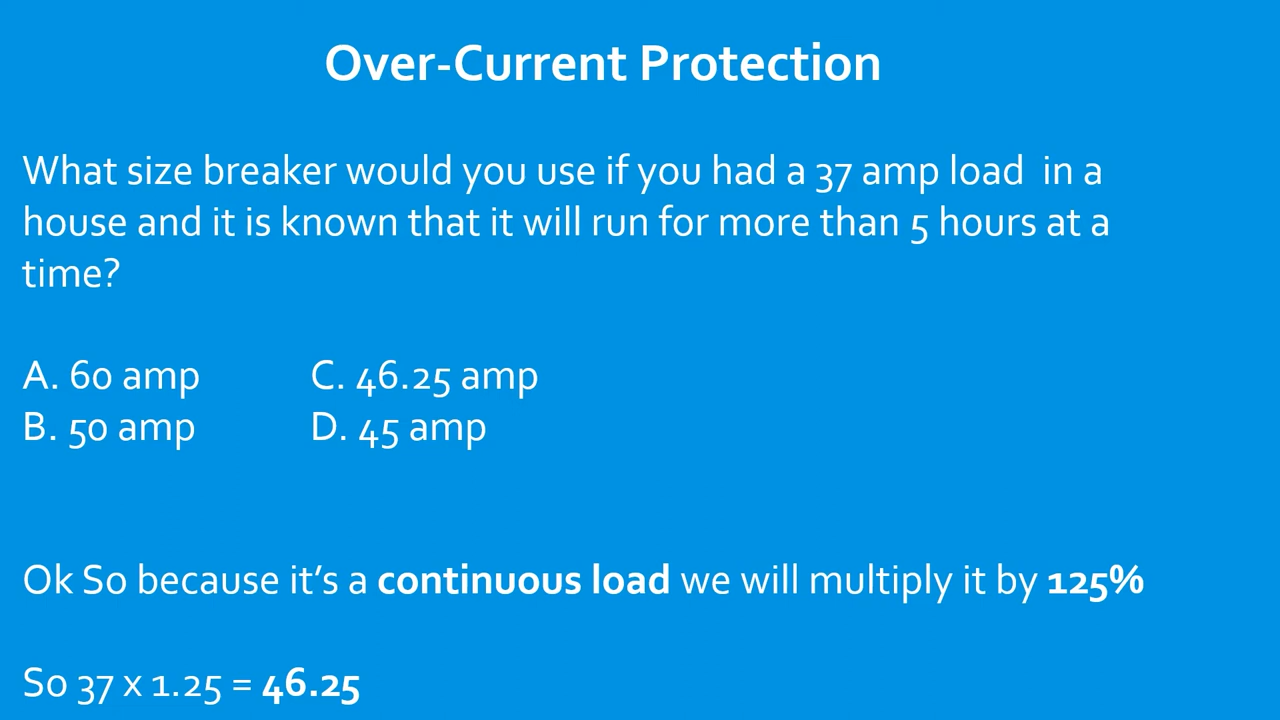 Over-Current Protection
What size breaker would you use if you had a 37 amp load  in a
house and it is known that it will run for more than 5 hours at a
time?
A. 60 amp          C. 46.25 amp
B. 50 amp          D. 45 amp
Ok So because it’s a continuous load we will multiply it by 125%
So 37 x 1.25 = 46.25